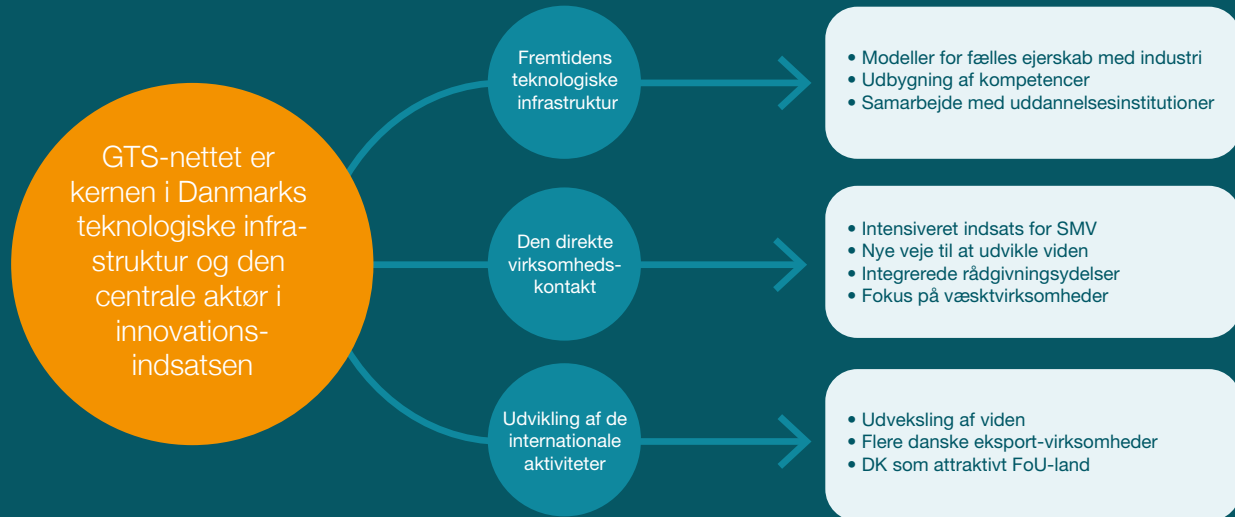 GTS-nettet er
kernen i Danmarks
teknologiske infra-
struktur og den
centrale aktør i
innovations-
indsatsen
Fremtidens
teknologiske
infrastruktur
• Modeller for fælles ejerskab med industri
• Udbygning af kompetencer
• Samarbejde med uddannelsesinstitutioner
Den direkte
virksomheds-
kontakt
• Intensiveret indsats for SMV
• Nye veje til at udvikle viden
• Integrerede rådgivningsydelser
• Fokus på væsktvirksomheder
Udvikling af de
internationale
aktiviteter
• Udveksling af viden
• Flere danske eksport-virksomheder
• DK som attraktivt FoU-land